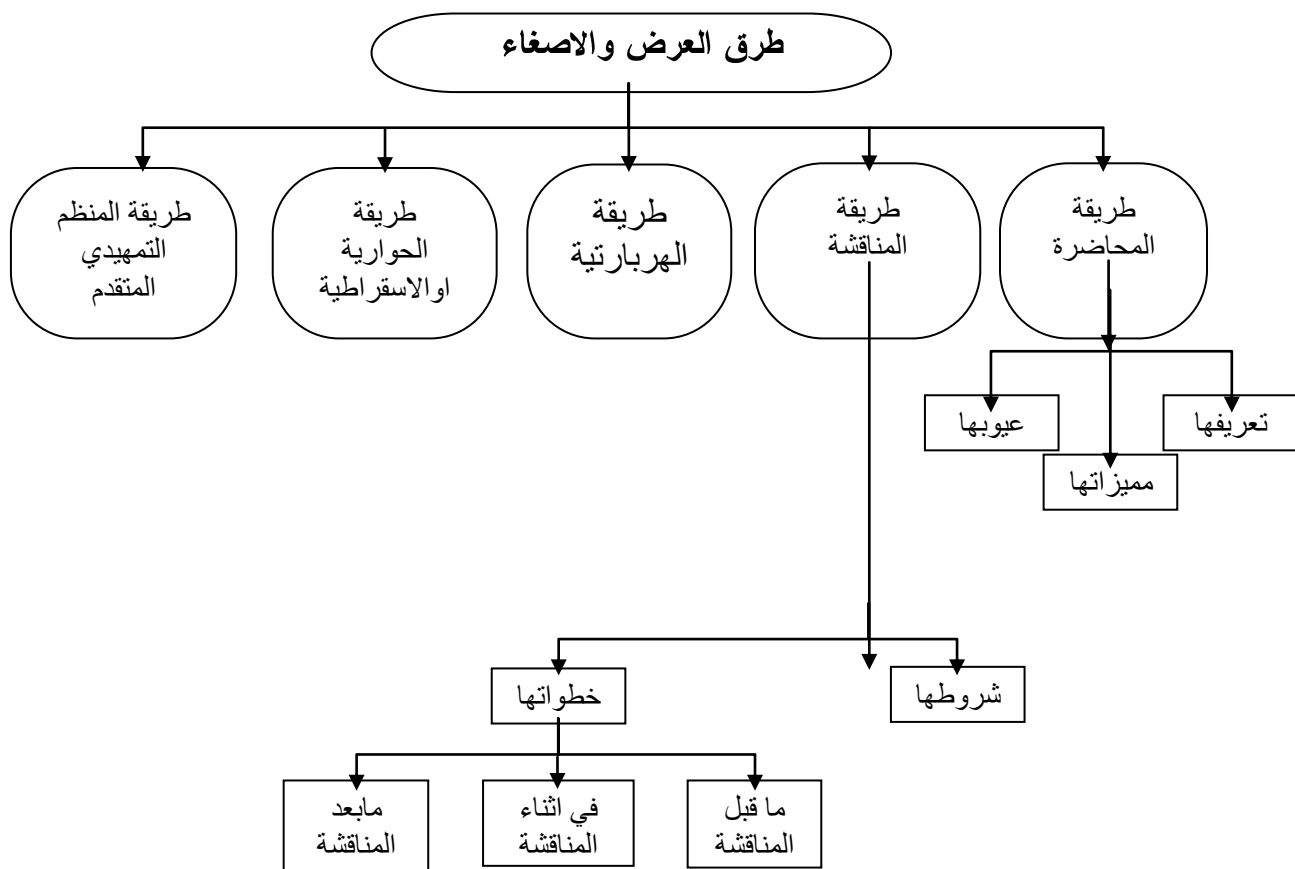 طرق العرض والاصغاء
طريقة
المحاضرة
طريقة
المناقشة
طريقة
الهربارتية
طريقة
الحوارية
اوالاسقراطية
طريقة المنظم
التمهيدي
المتقدم
تعريفها
عيوبها
مميزاتها
شروطها
خطواتها
ما قبل
المناقشة
في اثناء
المناقشة
مابعد
المناقشة